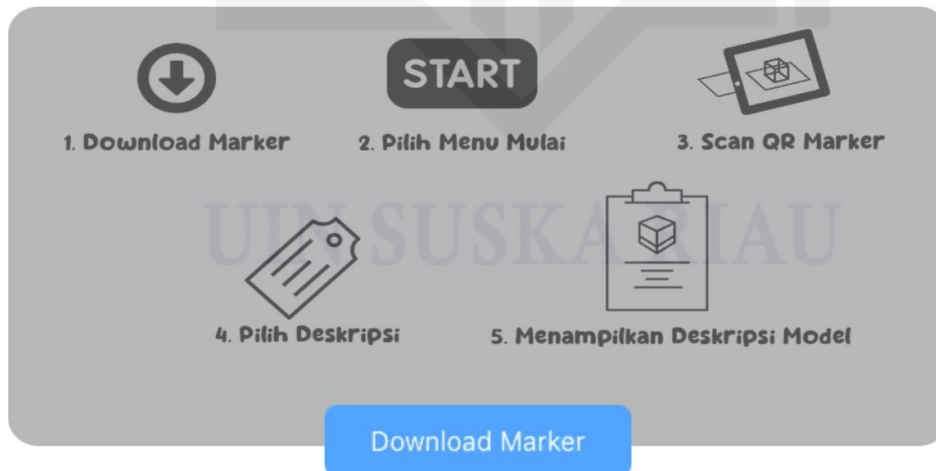 START
1. Download Marker
2. Pilih Menu Mulai
3. Scan QR Marker
UIN SUSKA RIAU
4. Pilih Deskripsi
5. Menampilkan Deskripsi Model
Download Marker